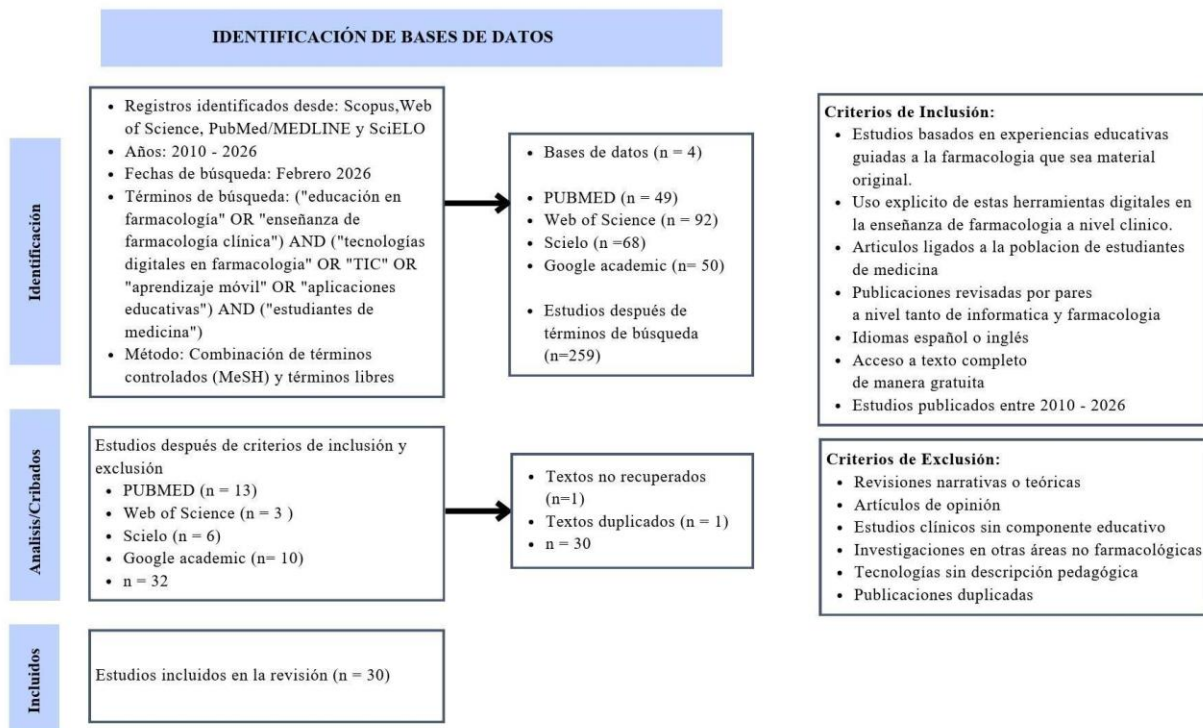 IDENTIFICACIÓN DE BASES DE DATOS
Identificación
• Registros identificados desde: Scopus,Web
of Science, PubMed/MEDLINE y SciELO
• Años: 2010 - 2026
• Fechas de búsqueda: Febrero 2026
• Términos de búsqueda: ("educación en
farmacología" OR "enseñanza de
farmacología clínica") AND ("tecnologías
digitales en farmacologia" OR "TIC" OR
"aprendizaje móvil" OR "aplicaciones
educativas") AND ("estudiantes de
medicina")
• Método: Combinación de términos
controlados (MeSH) y términos libres
• Bases de datos (n = 4)
• PUBMED (n = 49)
• Web of Science (n = 92)
• Scielo (n =68)
• Google academic (n= 50)
• Estudios después de
términos de búsqueda
(n=259)
Criterios de Inclusión:
• Estudios basados en experiencias educativas
guiadas a la farmacologia que sea material
original.
• Uso explicito de estas herramientas digitales en
la enseñanza de farmacologia a nivel clinico.
• Articulos ligados a la poblacion de estudiantes
de medicina
• Publicaciones revisadas por pares
a nivel tanto de informatica y farmacologia
• Idiomas español o inglés
• Acceso a texto completo
de manera gratuita
• Estudios publicados entre 2010 - 2026
Analisis/Cribados
Estudios después de criterios de inclusión y
exclusión
• PUBMED (n = 13)
• Web of Science (n = 3 )
• Scielo (n = 6)
• Google academic (n= 10)
• n = 32
• Textos no recuperados
(n=1)
• Textos duplicados (n = 1)
• n = 30
Criterios de Exclusión:
• Revisiones narrativas o teóricas
• Artículos de opinión
• Estudios clínicos sin componente educativo
• Investigaciones en otras áreas no farmacológicas
• Tecnologías sin descripción pedagógica
• Publicaciones duplicadas
Incluidos
Estudios incluidos en la revisión (n = 30)